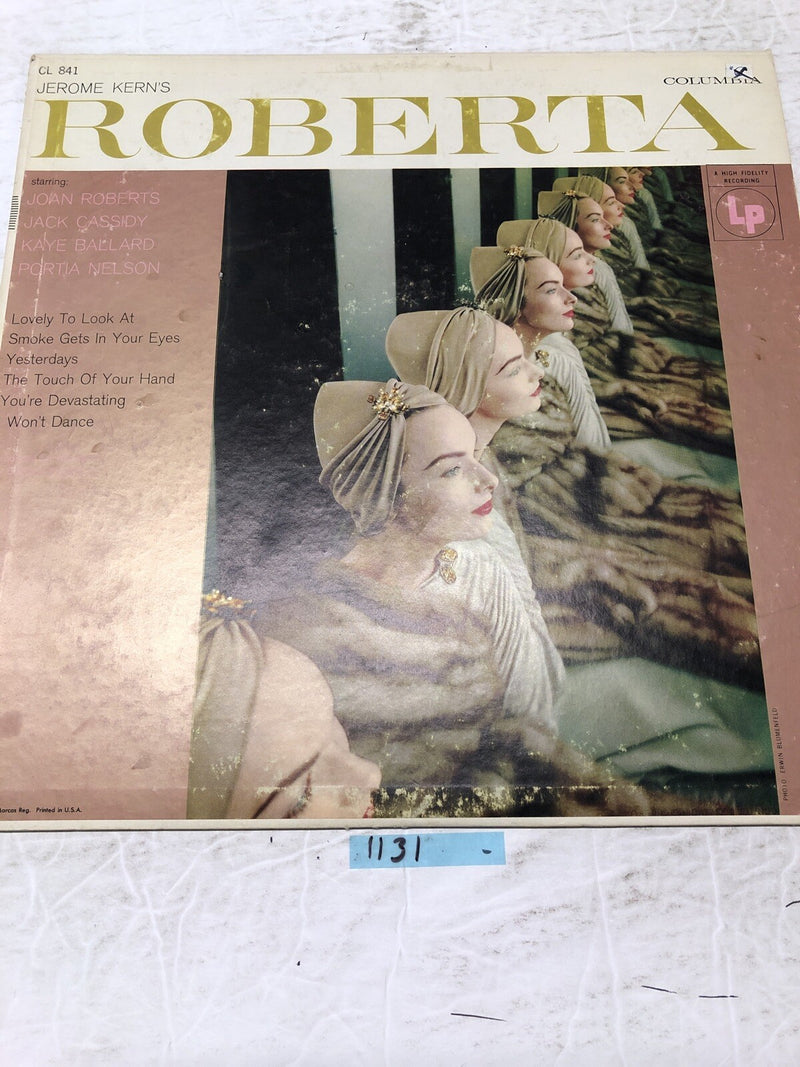 CL 841
JEROME KERN'S
COLUMBIA
ROBERTA
starring:
JOAN ROBERTS
JACK CASSIDY
KAYE BALLARD
PORTIA NELSON
A HIGH FIDELITY
RECORDING
LP
Lovely To Look At
Smoke Gets In Your Eyes
Yesterdays
The Touch Of Your Hand
You're Devastating
Won't Dance
PHOTO: ERWIN BLUMENFELD
arcas Reg. Printed in U.S.A.
1131